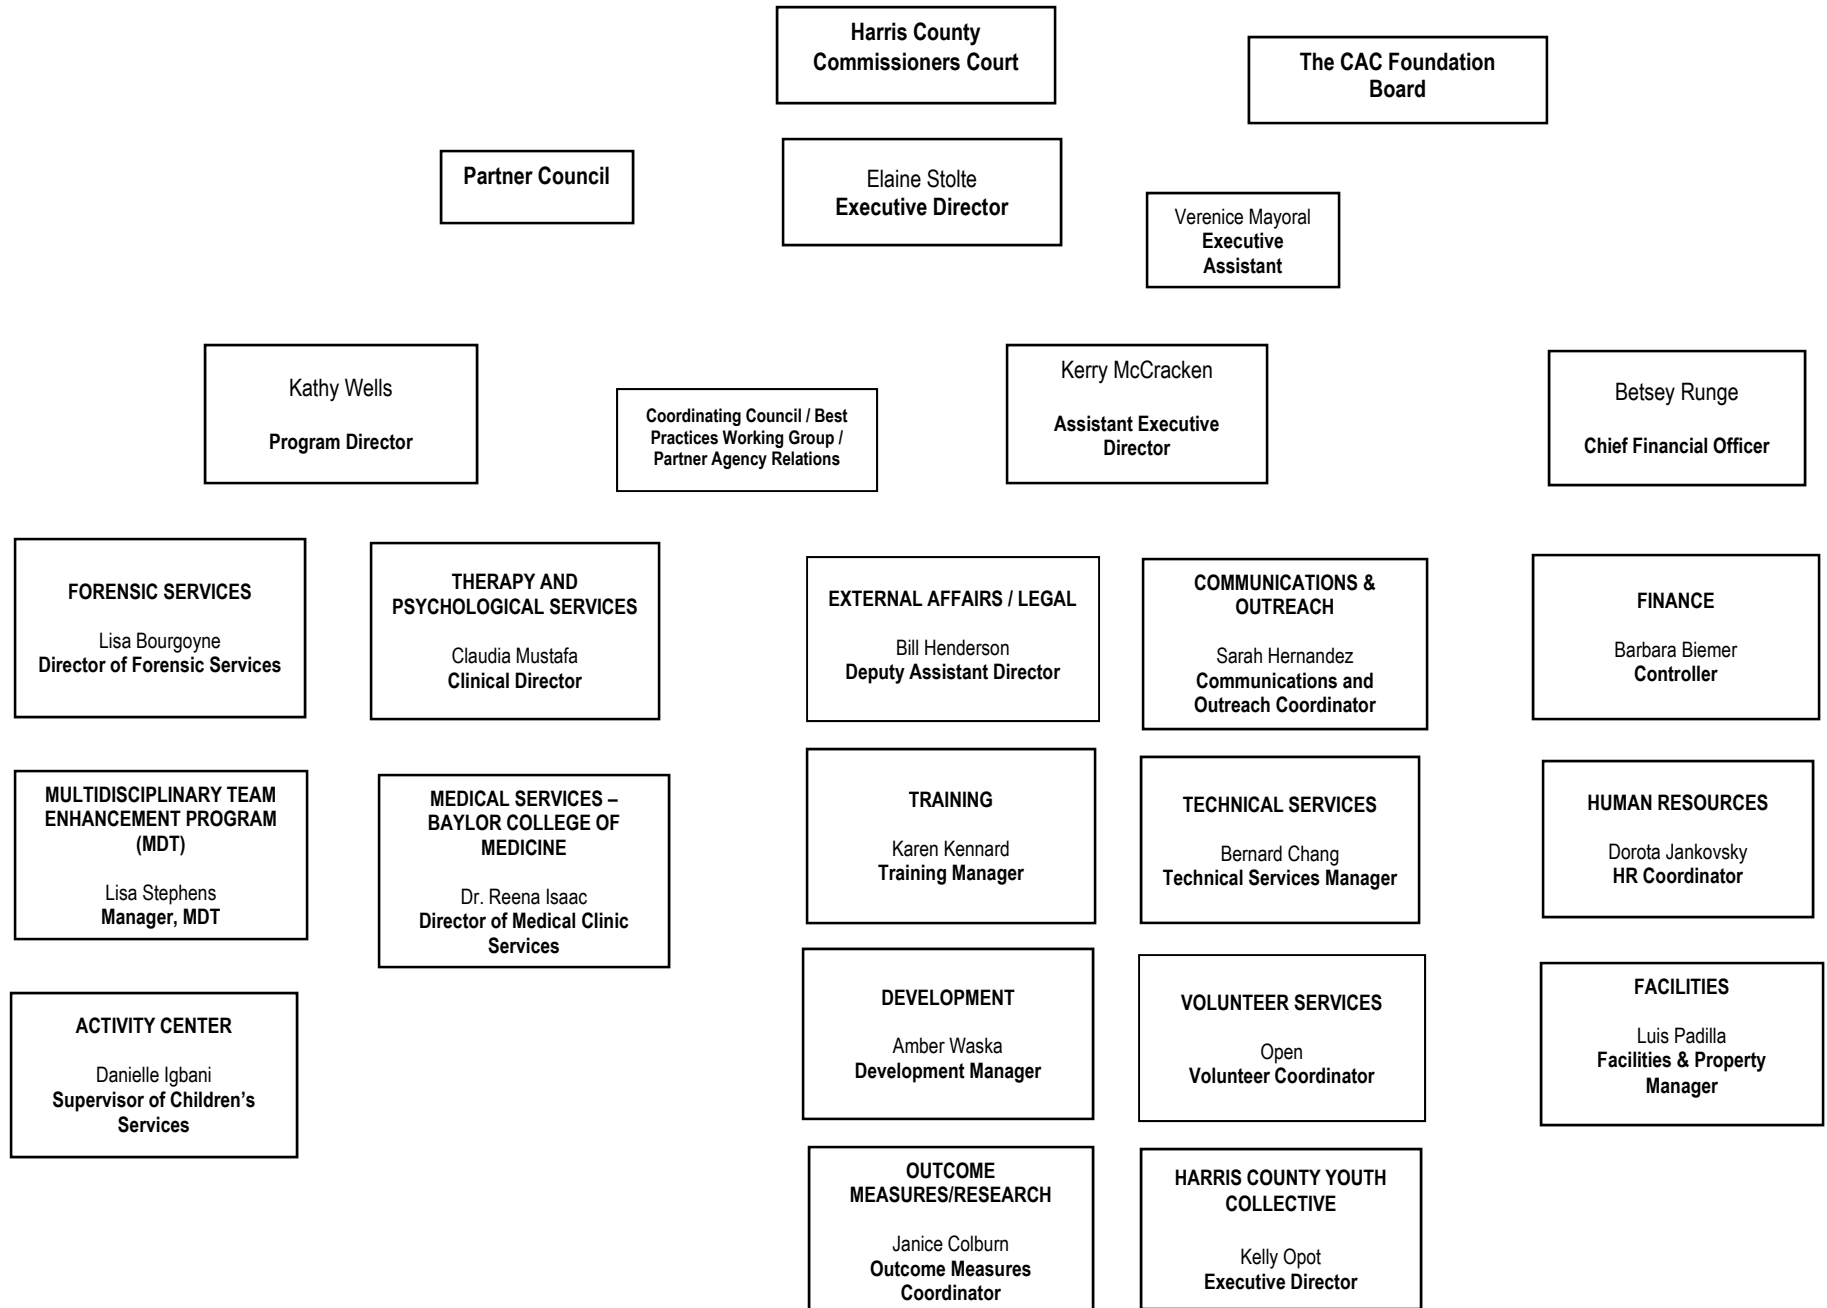 Harris County
Commissioners Court
The CAC Foundation
Board
Partner Council
Elaine Stolte
Executive Director
Verenice Mayoral
Executive
Assistant
Kathy Wells
Program Director
Coordinating Council / Best
Practices Working Group /
Partner Agency Relations
Kerry McCracken
Assistant Executive
Director
Betsey Runge
Chief Financial Officer
FORENSIC SERVICES
Lisa Bourgoyne
Director of Forensic Services
THERAPY AND
PSYCHOLOGICAL SERVICES
Claudia Mustafa
Clinical Director
EXTERNAL AFFAIRS / LEGAL
Bill Henderson
Deputy Assistant Director
COMMUNICATIONS &
OUTREACH
Sarah Hernandez
Communications and
Outreach Coordinator
FINANCE
Barbara Biemer
Controller
MULTIDISCIPLINARY TEAM
ENHANCEMENT PROGRAM
(MDT)
Lisa Stephens
Manager, MDT
MEDICAL SERVICES –
BAYLOR COLLEGE OF
MEDICINE
Dr. Reena Isaac
Director of Medical Clinic
Services
TRAINING
Karen Kennard
Training Manager
TECHNICAL SERVICES
Bernard Chang
Technical Services Manager
HUMAN RESOURCES
Dorota Jankovsky
HR Coordinator
ACTIVITY CENTER
Danielle Igbani
Supervisor of Children’s
Services
DEVELOPMENT
Amber Waska
Development Manager
VOLUNTEER SERVICES
Open
Volunteer Coordinator
FACILITIES
Luis Padilla
Facilities & Property
Manager
OUTCOME
MEASURES/RESEARCH
Janice Colburn
Outcome Measures
Coordinator
HARRIS COUNTY YOUTH
COLLECTIVE
Kelly Opot
Executive Director